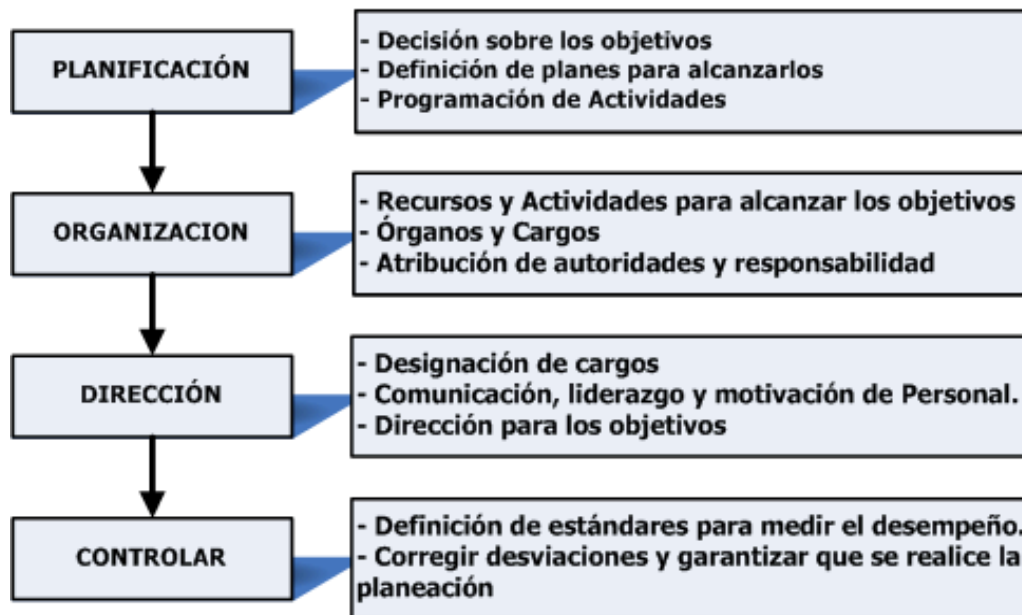 PLANIFICACIÓN
- Decisión sobre los objetivos
- Definición de planes para alcanzarlos
- Programación de Actividades
ORGANIZACION
- Recursos y Actividades para alcanzar los objetivos
- Órganos y Cargos
- Atribución de autoridades y responsabilidad
DIRECCIÓN
- Designación de cargos
- Comunicación, liderazgo y motivación de Personal.
- Dirección para los objetivos
CONTROLAR
- Definición de estándares para medir el desempeño.
- Corregir desviaciones y garantizar que se realice la
planeación